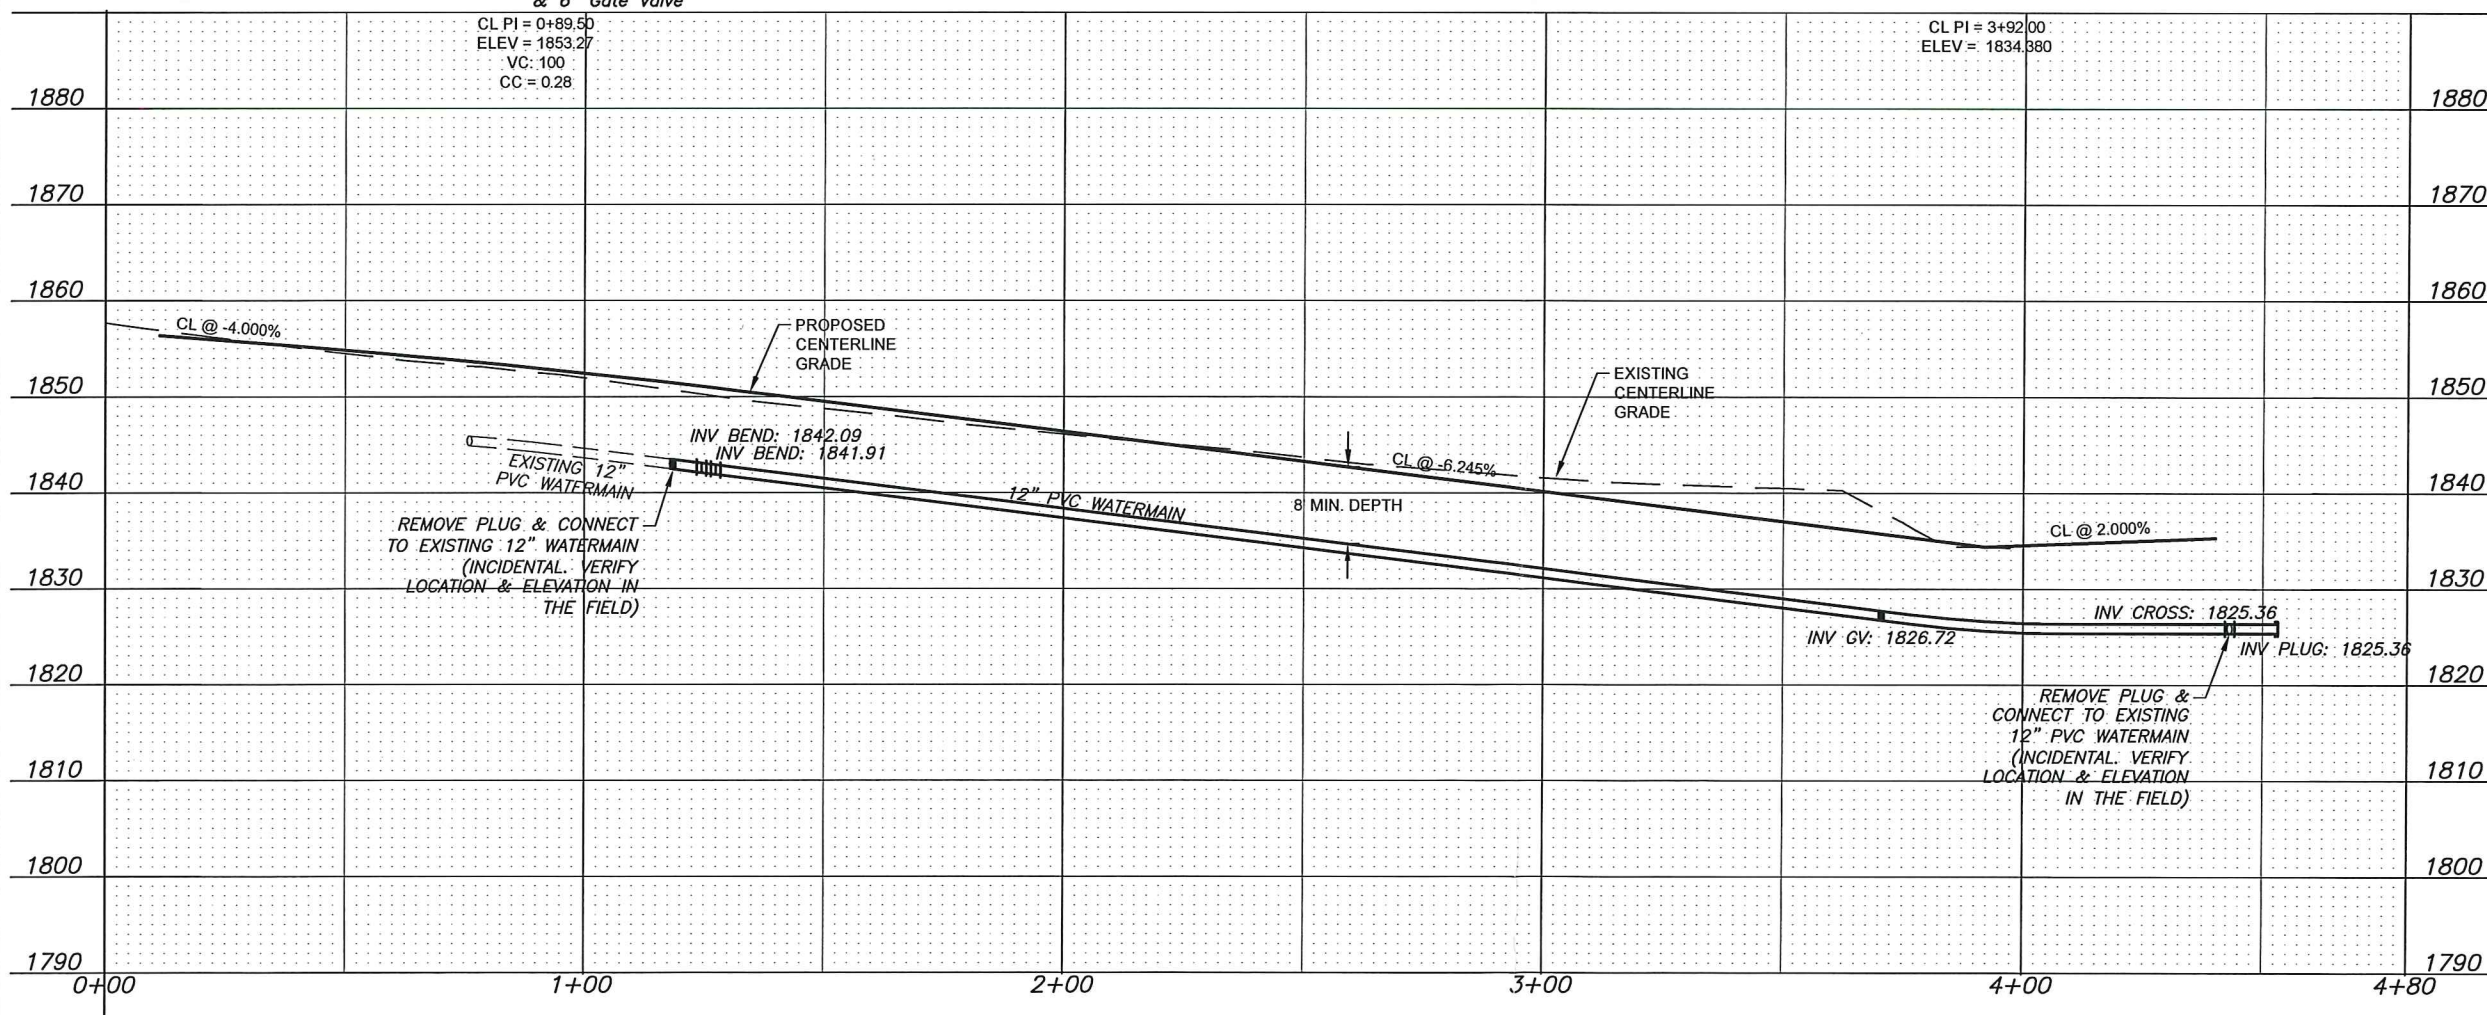 & 6" Gate Valve
CL PI = 0+89.50
ELEV = 1853.27
VC: 100
CC = 0.28
CL PI = 3+92.00
ELEV = 1834.380
1880
1880
1870
1870
1860
1860
CL @ -4.000%
PROPOSED
CENTERLINE
GRADE
1850
1850
EXISTING
CENTERLINE
GRADE
INV BEND: 1842.09
INV BEND: 1841.91
EXISTING 12"
PVC WATERMAIN
CL @ -6.245%
1840
1840
12" PVC WATERMAIN
8' MIN. DEPTH
REMOVE PLUG & CONNECT
TO EXISTING 12" WATERMAIN
(INCIDENTAL. VERIFY
LOCATION & ELEVATION IN
THE FIELD)
CL @ 2.000%
1830
1830
INV CROSS: 1825.36
INV GV: 1826.72
INV PLUG: 1825.36
1820
1820
REMOVE PLUG &
CONNECT TO EXISTING
12" PVC WATERMAIN
(INCIDENTAL. VERIFY
LOCATION & ELEVATION
IN THE FIELD)
1810
1810
1800
1800
1790
1790
0+00
1+00
2+00
3+00
4+00
4+80